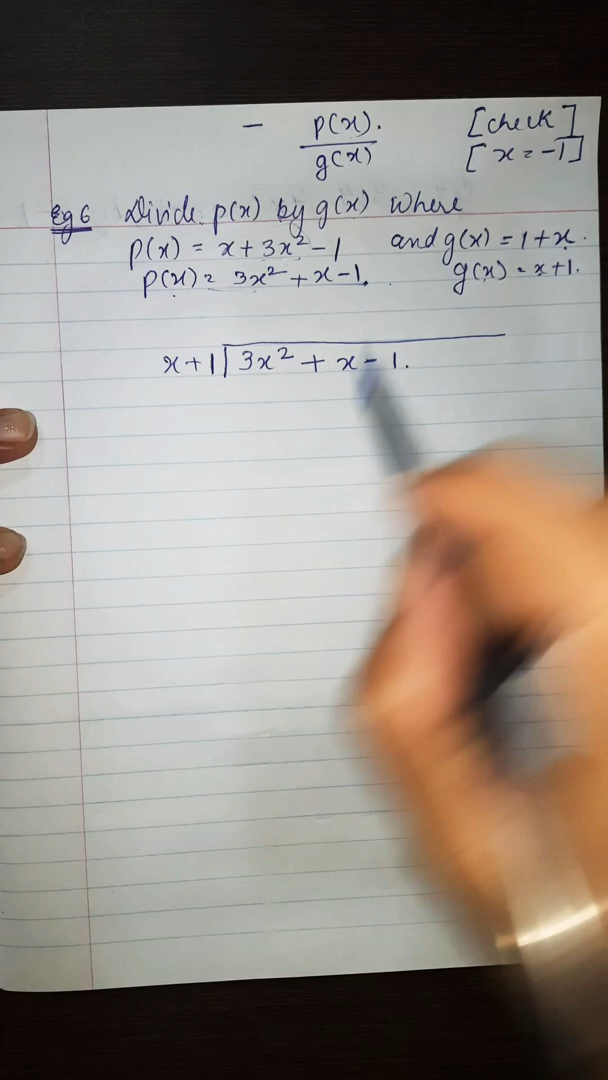 — p(x).     [check]
g(x)     [x = -1]
Eg 6 Divide p(x) by g(x) where
p(x) = x + 3x² - 1 and g(x) = 1 + x.
p(x) = 3x² + x - 1. g(x) = x + 1.
x + 1 ⟌ 3x² + x - 1.